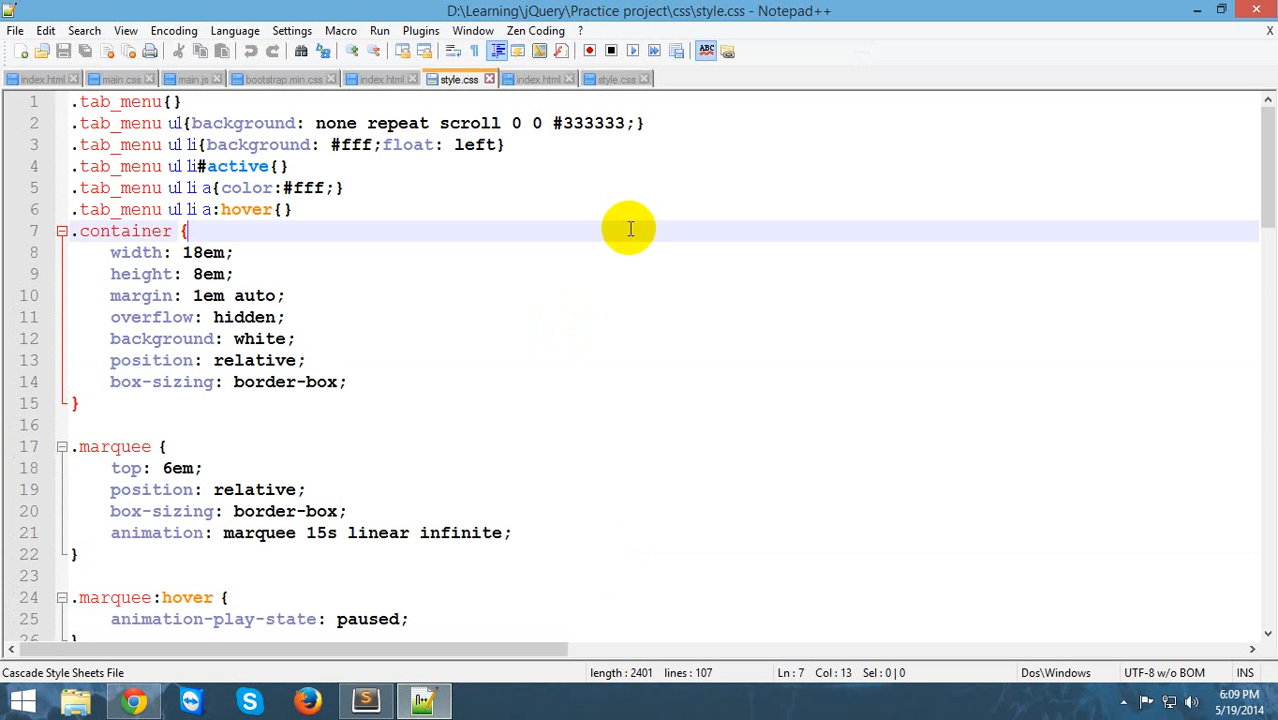 D:\Learning\jQuery\Practice project\css\style.css - Notepad++
File Edit Search View Encoding Language Settings Macro Run Plugins Window Zen Coding ? X
ABC
index.html main.css main.js bootstrap.min.css index.html style.css index.html style.css
1 .tab_menu{}
2 .tab_menu ul{background: none repeat scroll 0 0 #333333;}
3 .tab_menu ul li{background: #fff;float: left}
4 .tab_menu ul li#active{}
5 .tab_menu ul li a{color:#fff;}
6 .tab_menu ul li a:hover{}
7 .container {
8 width: 18em;
9 height: 8em;
10 margin: 1em auto;
11 overflow: hidden;
12 background: white;
13 position: relative;
14 box-sizing: border-box;
15 }
16
17 .marquee {
18 top: 6em;
19 position: relative;
20 box-sizing: border-box;
21 animation: marquee 15s linear infinite;
22 }
23
24 .marquee:hover {
25 animation-play-state: paused;
26 }
Cascade Style Sheets File length : 2401 lines : 107 Ln : 7 Col : 13 Sel : 0 | 0 Dos\Windows UTF-8 w/o BOM INS
6:09 PM
5/19/2014